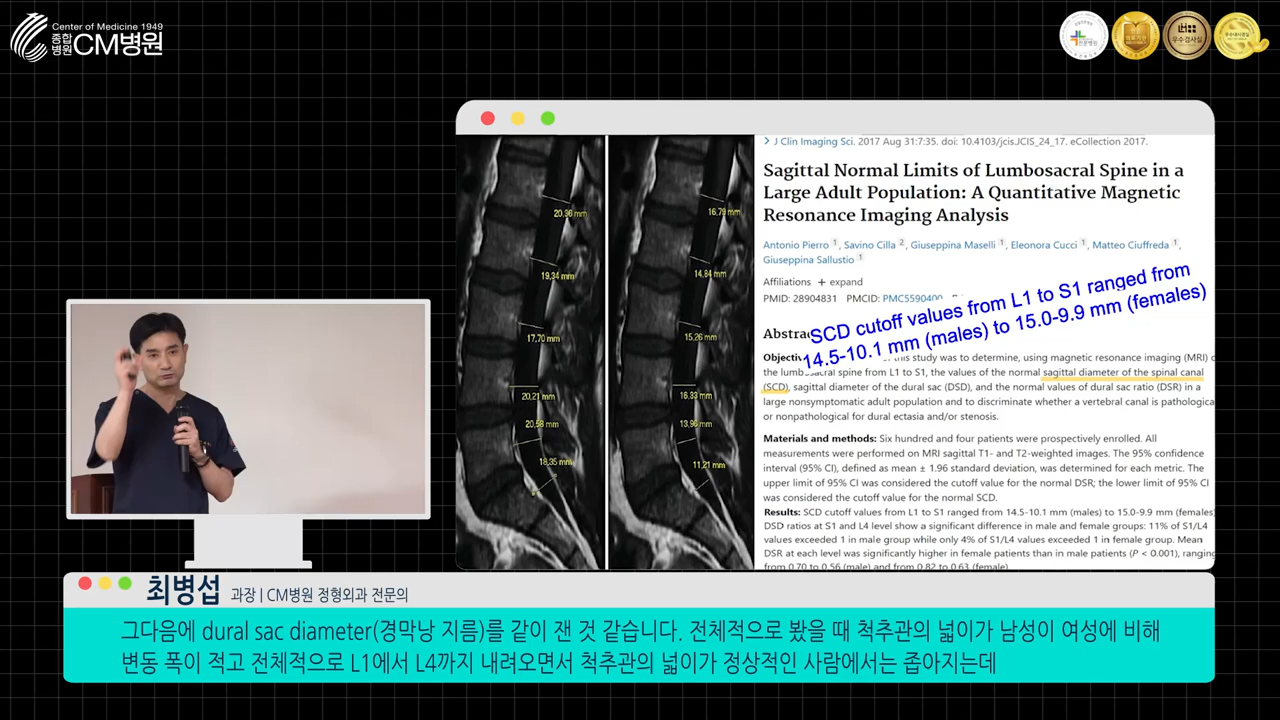 Center of Medicine 1949
종합병원 CM병원
전문병원
우수검사실
J Clin Imaging Sci. 2017 Aug 31:7:35. doi: 10.4103/jcis.JCIS_24_17. eCollection 2017.
Sagittal Normal Limits of Lumbosacral Spine in a
Large Adult Population: A Quantitative Magnetic
Resonance Imaging Analysis
Antonio Pierro 1, Savino Cilla 2, Giuseppina Maselli 1, Eleonora Cucci 1, Matteo Ciuffreda 1,
Giuseppina Sallustio 1
Affiliations + expand
PMID: 28904831 PMCID: PMC5590400
SCD cutoff values from L1 to S1 ranged from
14.5-10.1 mm (males) to 15.0-9.9 mm (females)
this study was to determine, using magnetic resonance imaging (MRI)
the lumbosacral spine from L1 to S1, the values of the normal sagittal diameter of the spinal canal
(SCD), sagittal diameter of the dural sac (DSD), and the normal values of dural sac ratio (DSR) in a
large nonsymptomatic adult population and to discriminate whether a vertebral canal is pathological
or nonpathological for dural ectasia and/or stenosis.
Materials and methods: Six hundred and four patients were prospectively enrolled. All
measurements were performed on MRI sagittal T1- and T2-weighted images. The 95% confidence
interval (95% CI), defined as mean ± 1.96 standard deviation, was determined for each metric. The
upper limit of 95% CI was considered the cutoff value for the normal DSR; the lower limit of 95% CI
was considered the cutoff value for the normal SCD.
Results: SCD cutoff values from L1 to S1 ranged from 14.5-10.1 mm (males) to 15.0-9.9 mm (females)
DSD ratios at S1 and L4 level show a significant difference in male and female groups: 11% of S1/L4
values exceeded 1 in male group while only 4% of S1/L4 values exceeded 1 in female group. Mean
DSR at each level was significantly higher in female patients than in male patients (P < 0.001), ranging
from 0.70 to 0.56 (male) and from 0.82 to 0.63 (female)
20,36 mm
19,34 mm
17,70 mm
20,21 mm
20,58 mm
18,35 mm
16,79 mm
14,84 mm
15,26 mm
16,33 mm
13,96 mm
11,21 mm
최병섭 과장 | CM병원 정형외과 전문의
그다음에 dural sac diameter(경막낭 지름)를 같이 잰 것 같습니다. 전체적으로 봤을 때 척추관의 넓이가 남성이 여성에 비해
변동 폭이 적고 전체적으로 L1에서 L4까지 내려오면서 척추관의 넓이가 정상적인 사람에서는 좁아지는데